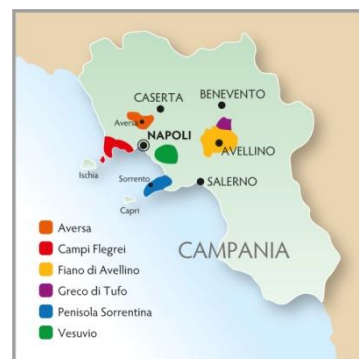 CASERTA
BENEVENTO
Aversa
NAPOLI
AVELLINO
Ischia
Sorrento
SALERNO
Capri
CAMPANIA
Aversa
Campi Flegrei
Fiano di Avellino
Greco di Tufo
Penisola Sorrentina
Vesuvio